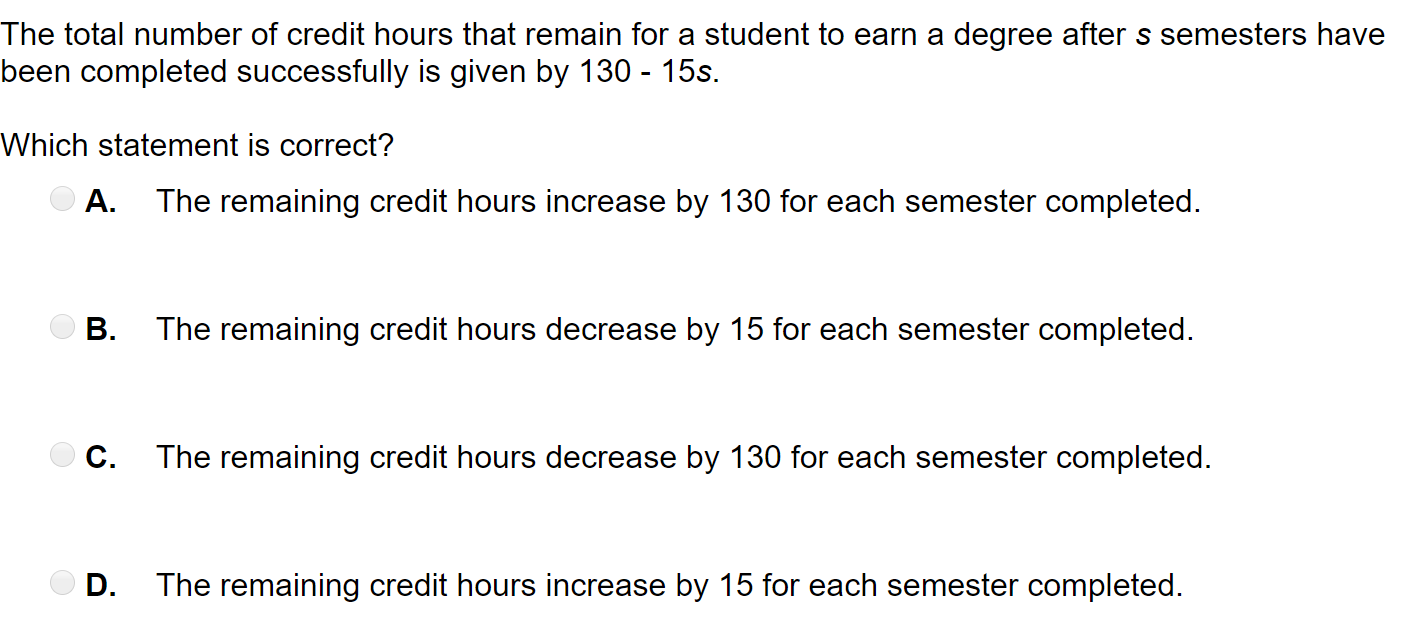 The total number of credit hours that remain for a student to earn a degree after s semesters have
been completed successfully is given by 130 - 15s.
Which statement is correct?
A. The remaining credit hours increase by 130 for each semester completed.
B. The remaining credit hours decrease by 15 for each semester completed.
C. The remaining credit hours decrease by 130 for each semester completed.
D. The remaining credit hours increase by 15 for each semester completed.